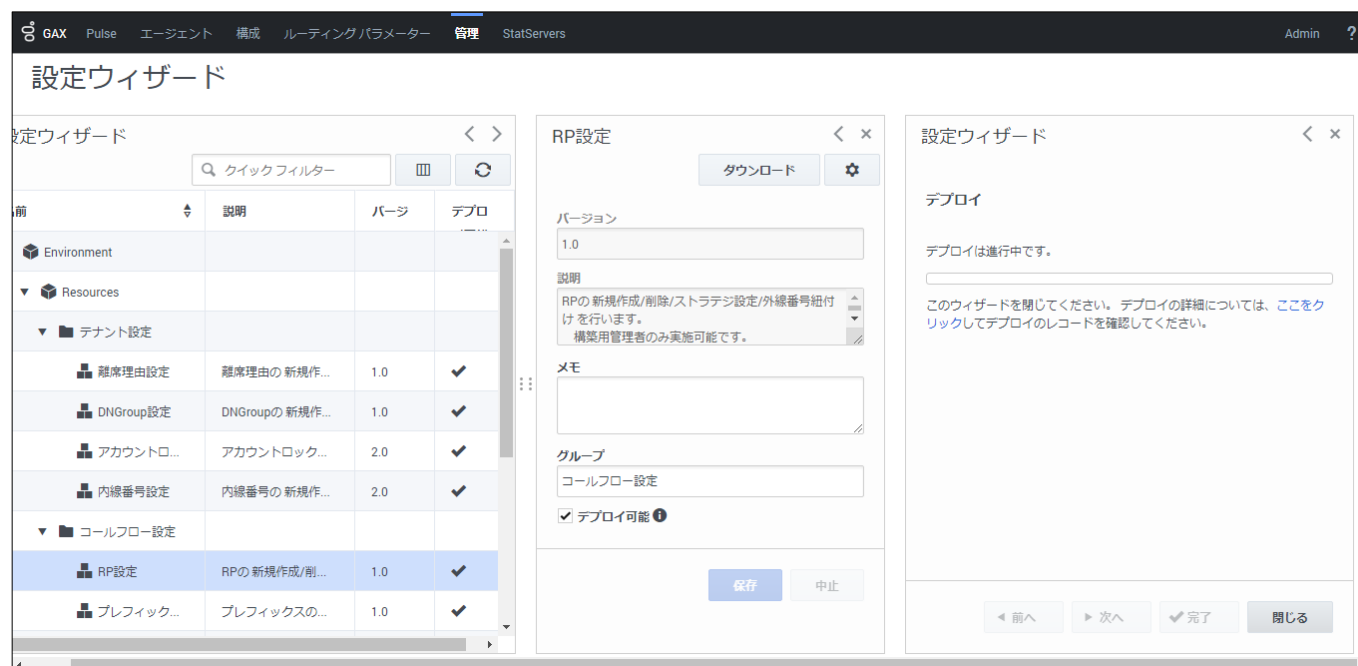 GAX Pulse エージェント 構成 ルーティングパラメーター 管理 StatServers Admin ?
設定ウィザード
設定ウィザード
クイックフィルター
名前 説明 バージ デプロ
Environment
Resources
テナント設定
離席理由設定 離席理由の 新規作... 1.0
DNGroup設定 DNGroupの 新規作... 1.0
アカウントロ... アカウントロック... 2.0
内線番号設定 内線番号の 新規作... 2.0
コールフロー設定
RP設定 RPの 新規作成/削... 1.0
プレフィック... プレフィックスの... 1.0
RP設定
ダウンロード
バージョン
1.0
説明
RPの 新規作成/削除/ストラテジ設定/外線番号紐付
け を行います。
構築用管理者のみ実施可能です。
メモ
グループ
コールフロー設定
デプロイ可能
保存 中止
設定ウィザード
デプロイ
デプロイは進行中です。
このウィザードを閉じてください。 デプロイの詳細については、ここをク
リックしてデプロイのレコードを確認してください。
前へ 次へ 完了 閉じる